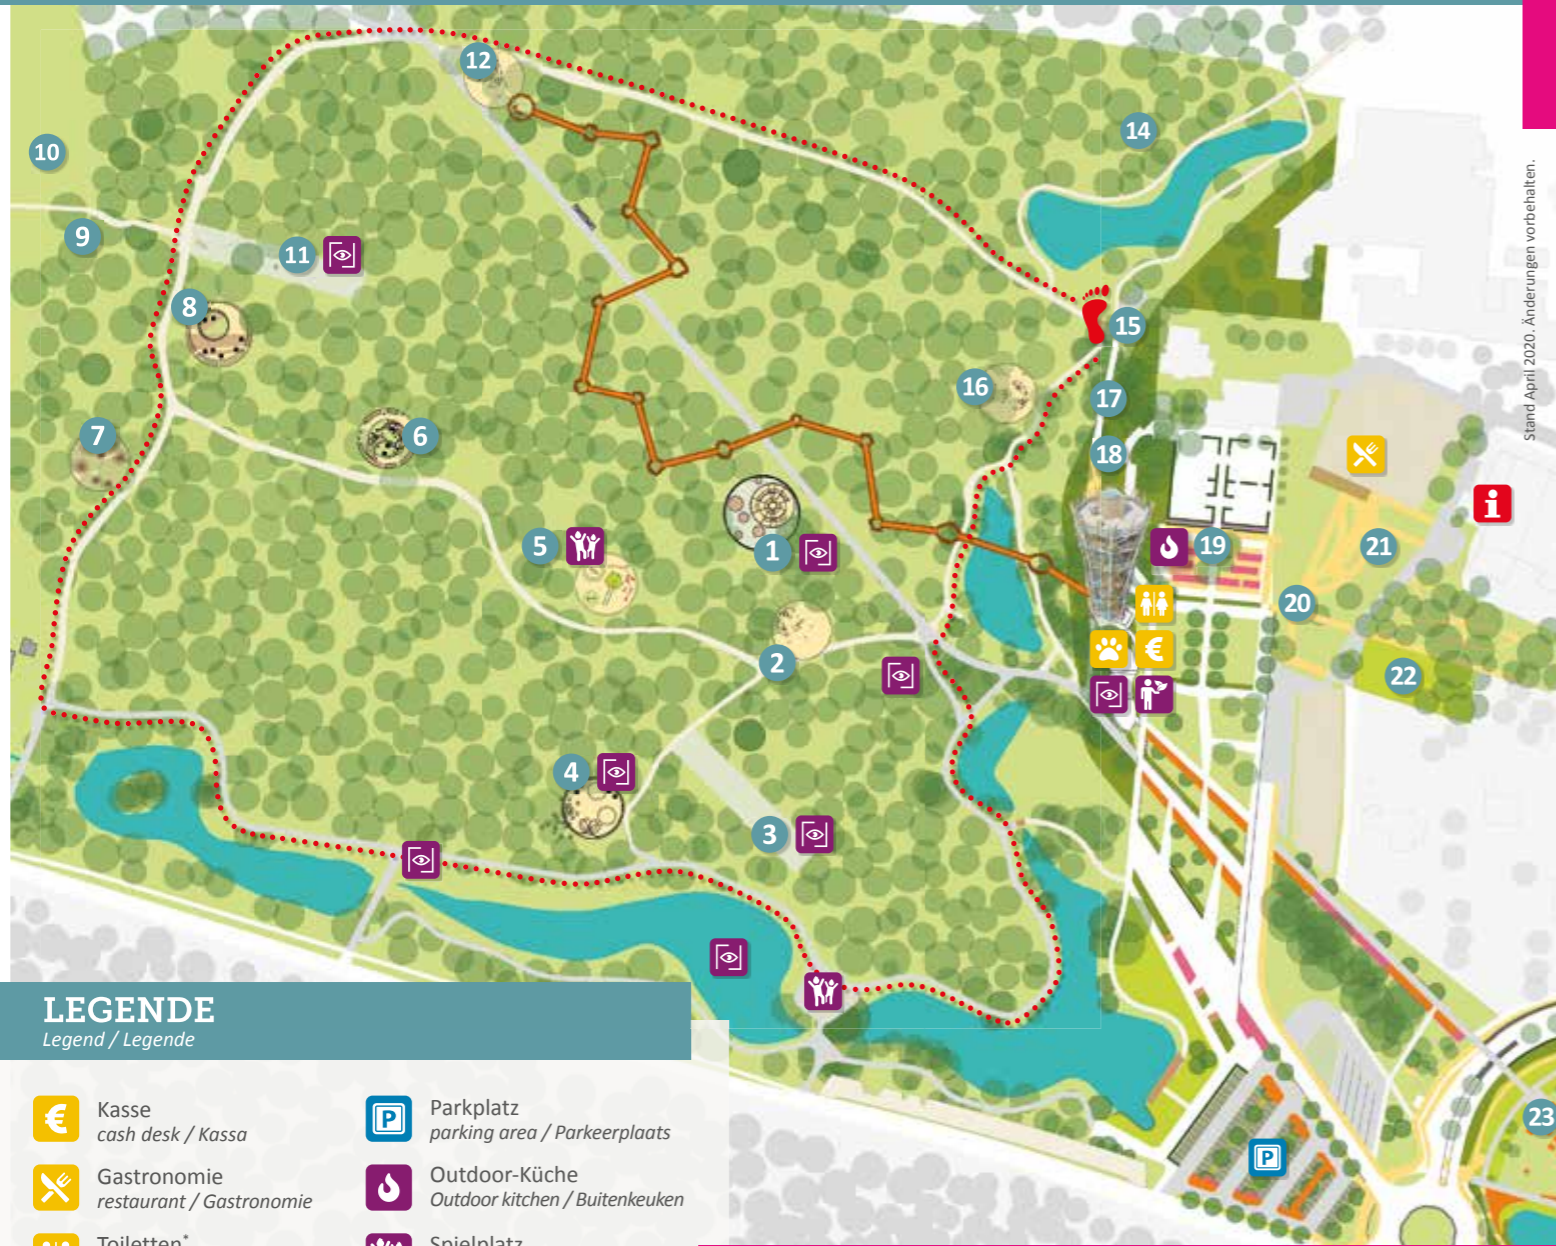 12
14
10
Stand April 2020. Änderungen vorbehalten.
9
11
8
15
16
17
7
6
18
i
5
1
19
21
20
2
22
4
3
LEGENDE
Legend / Legende
€
Kasse
cash desk / Kassa
P
Parkplatz
parking area / Parkeerplaats
Gastronomie
restaurant / Gastronomie
Outdoor-Küche
Outdoor kitchen / Buitenkeuken
Toiletten*
Spielplatz
€
P
23